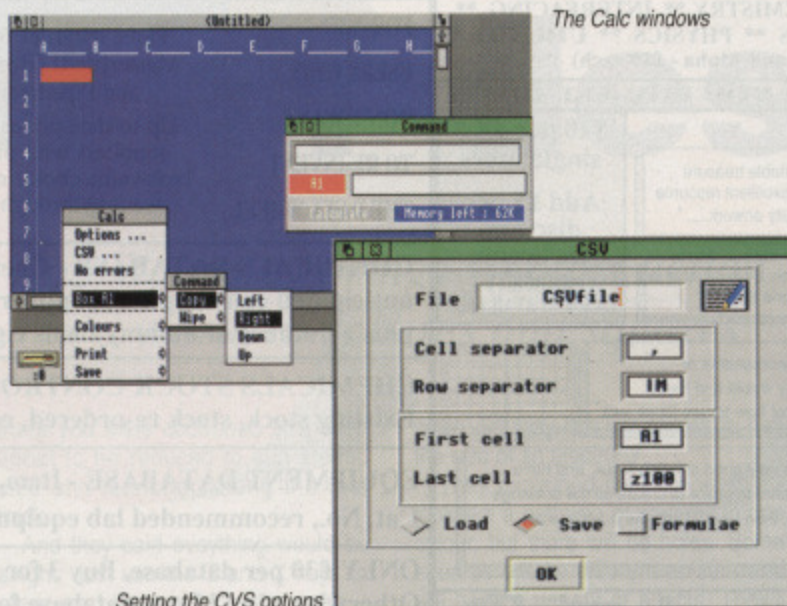 The Calc windows
<Untitled>
A B C D E F G H
1
2
3
4
5
6
7
8
9
Command
A1
Memory left : 62K
Calc
Options ...
CSV ...
No errors
Box A1
Colours
Print
Save
Command
Copy
Wipe
Left
Right
Down
Up
:0
CSV
File CSVfile
Cell separator ,
Row separator |M
First cell A1
Last cell z100
Load Save Formulae
OK
Setting the CVS options